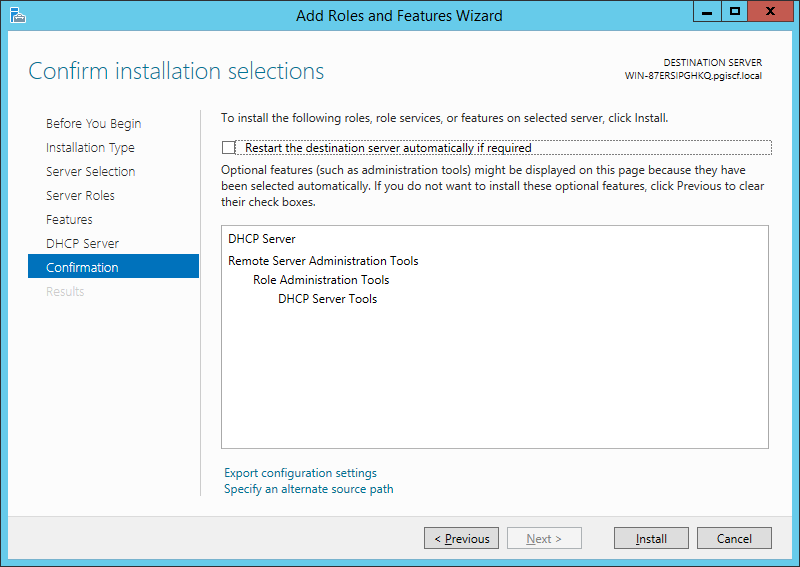 Add Roles and Features Wizard
Confirm installation selections
DESTINATION SERVER
WIN-87ERSIPGHKQ.pgiscf.local
Before You Begin
Installation Type
Server Selection
Server Roles
Features
DHCP Server
Confirmation
Results
To install the following roles, role services, or features on selected server, click Install.
Restart the destination server automatically if required
Optional features (such as administration tools) might be displayed on this page because they have
been selected automatically. If you do not want to install these optional features, click Previous to clear
their check boxes.
DHCP Server
Remote Server Administration Tools
Role Administration Tools
DHCP Server Tools
Export configuration settings
Specify an alternate source path
< Previous
Next >
Install
Cancel